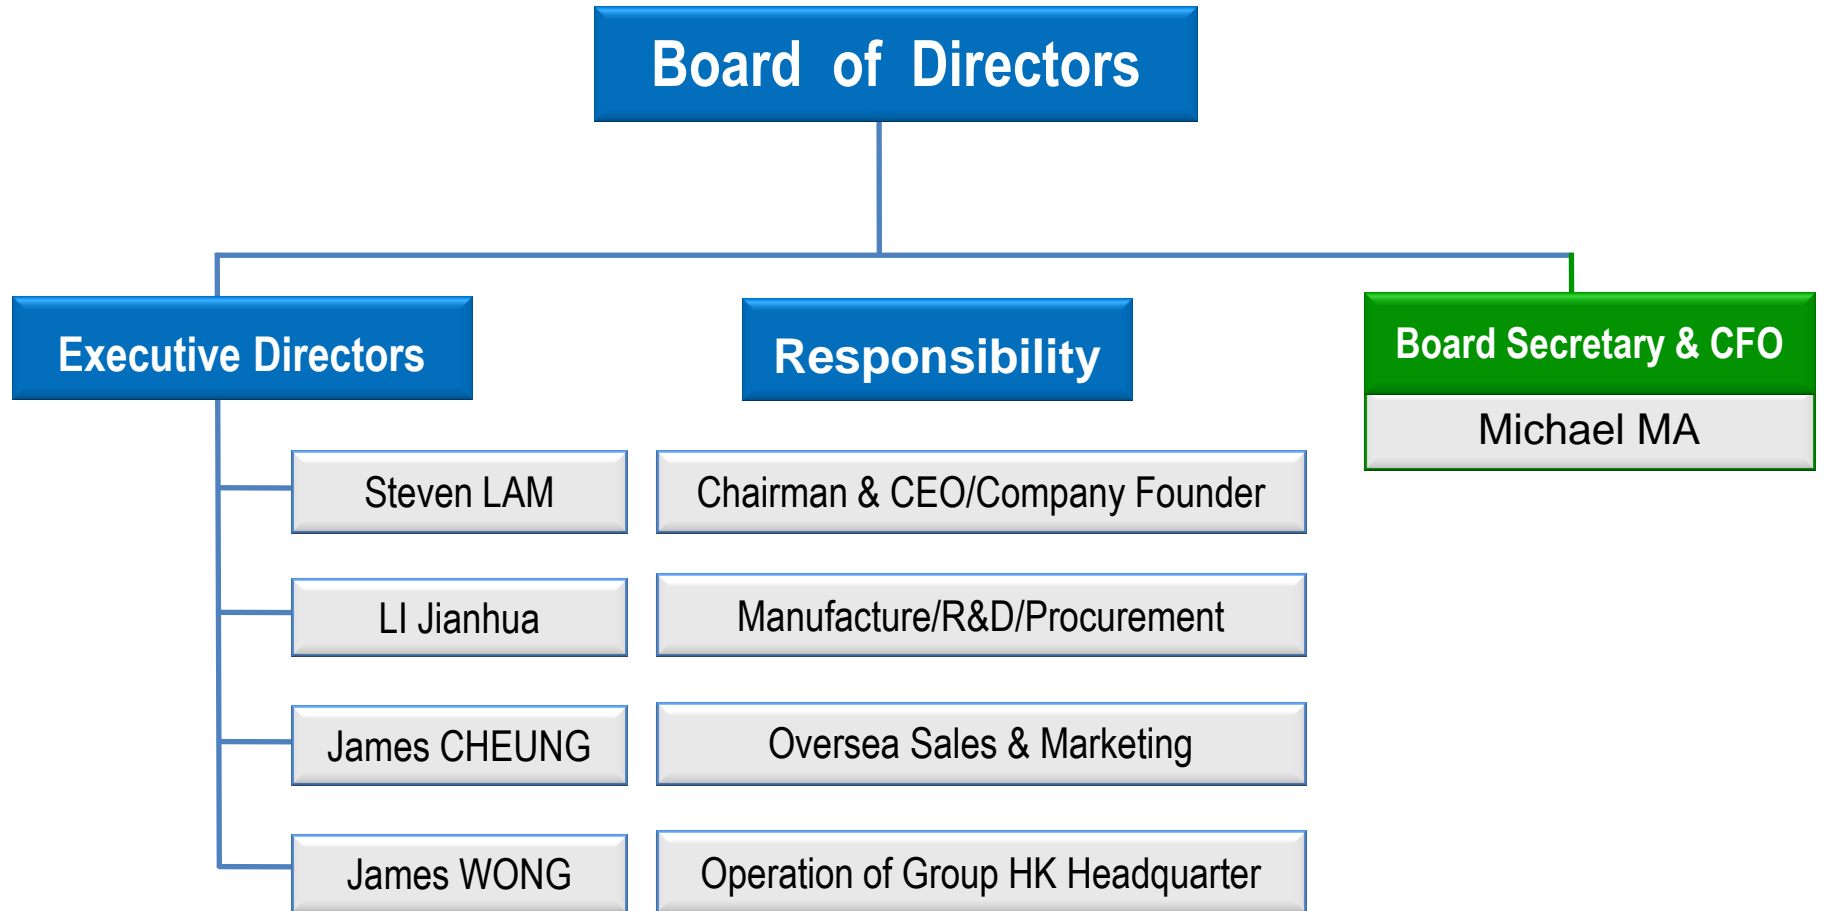 Board of Directors
Executive Directors
Responsibility
Board Secretary & CFO
Michael MA
Steven LAM
Chairman & CEO/Company Founder
LI Jianhua
Manufacture/R&D/Procurement
James CHEUNG
Oversea Sales & Marketing
James WONG
Operation of Group HK Headquarter